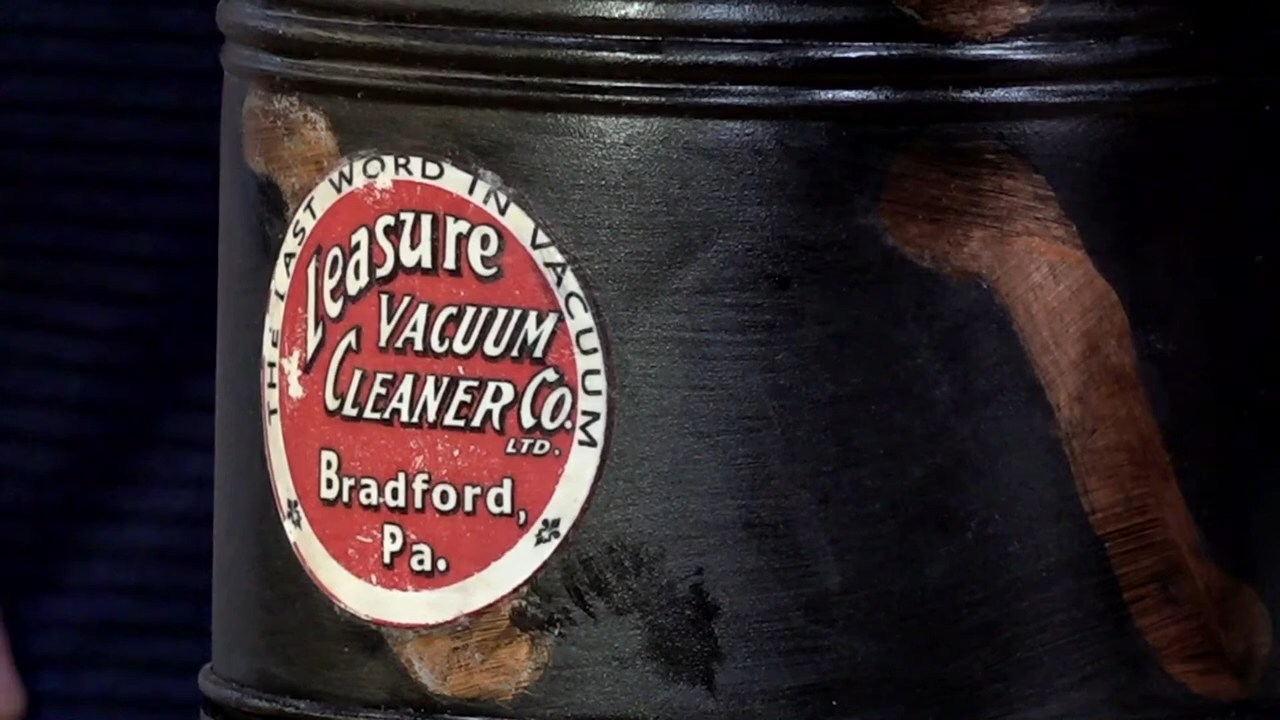 THE LAST WORD IN VACUUM
Leasure
VACUUM
CLEANER CO.
LTD.
Bradford,
Pa.